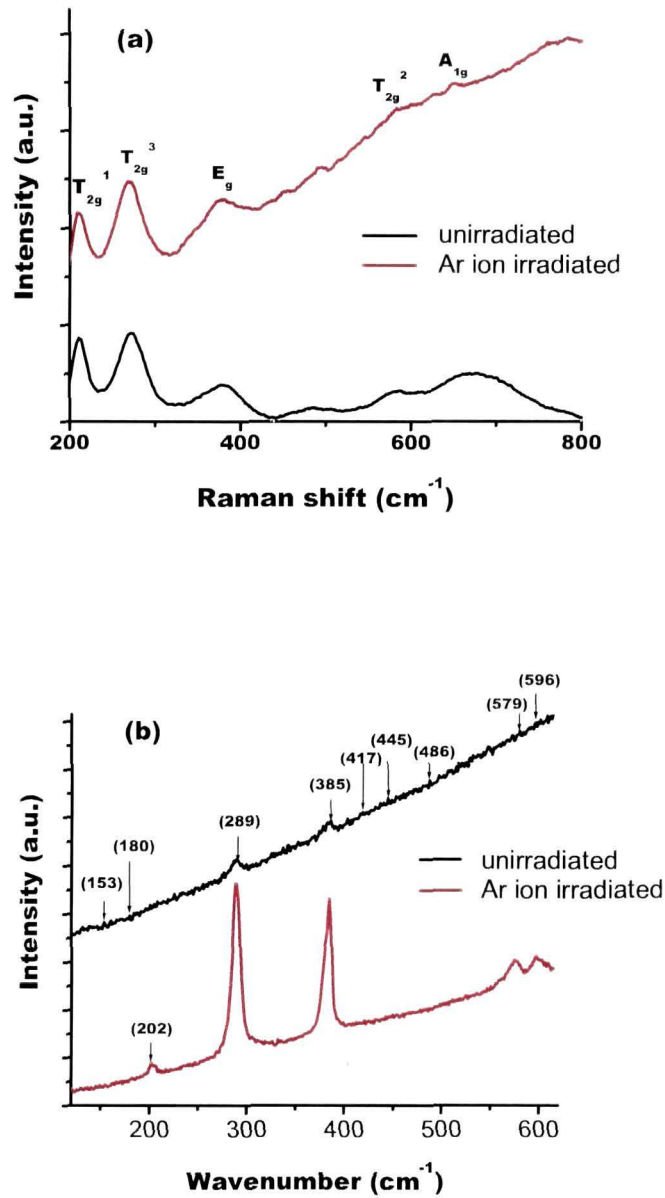 (a)
A₁g
T₂g²
T₂g¹
T₂g³
Eg
Intensity (a.u.)
unirradiated
Ar ion irradiated
200
400
600
800
Raman shift (cm⁻¹)
(b)
(596)
(579)
(445)
(417)
(486)
(385)
(289)
(180)
(153)
Intensity (a.u.)
unirradiated
Ar ion irradiated
(202)
200
300
400
500
600
Wavenumber (cm⁻¹)